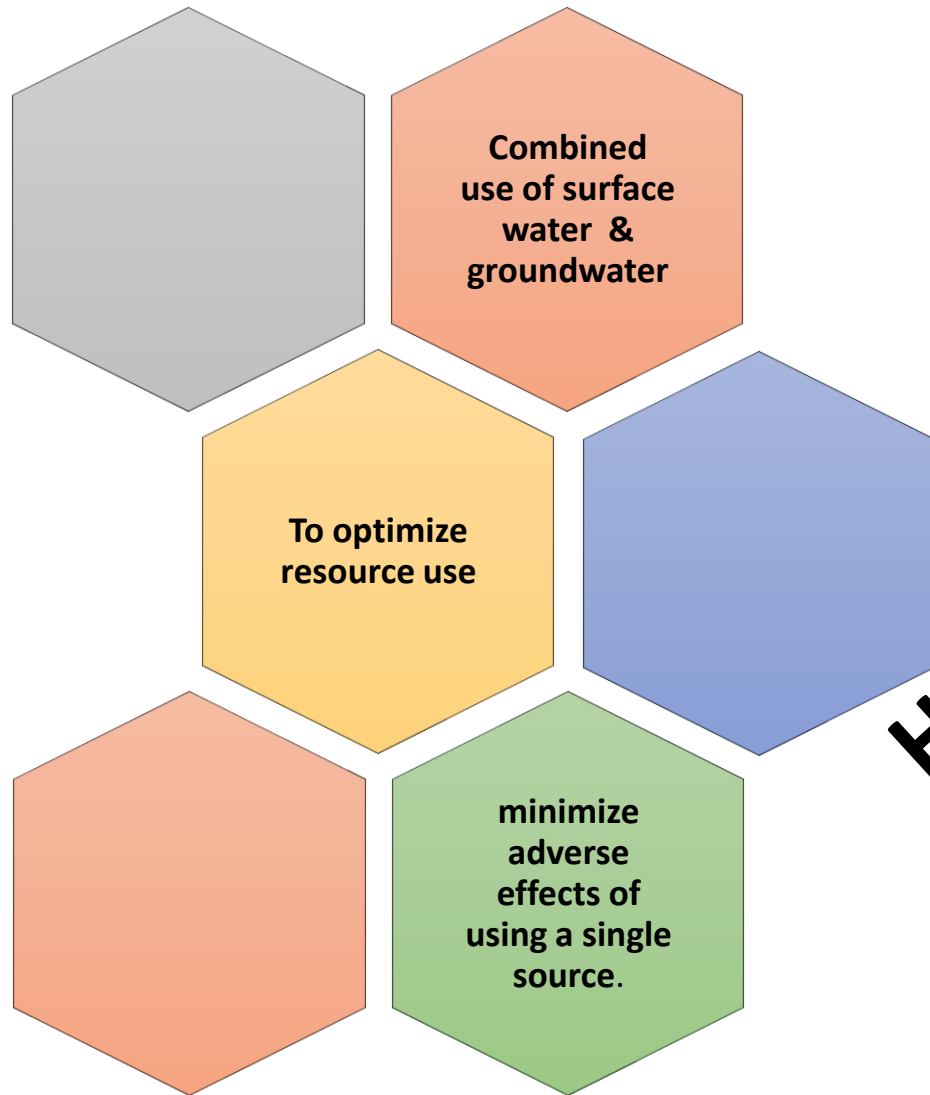 Combined
use of surface
water &
groundwater
To optimize
resource use
minimize
adverse
effects of
using a single
source.
H